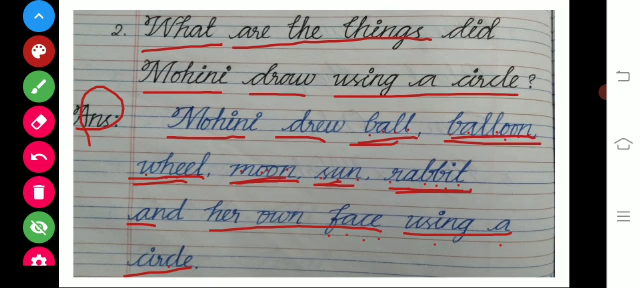 2. What are the things did
Mohini draw using a circle?
Ans: Mohini drew ball, balloon,
wheel, moon, sun, rabbit
and her own face using a
circle.